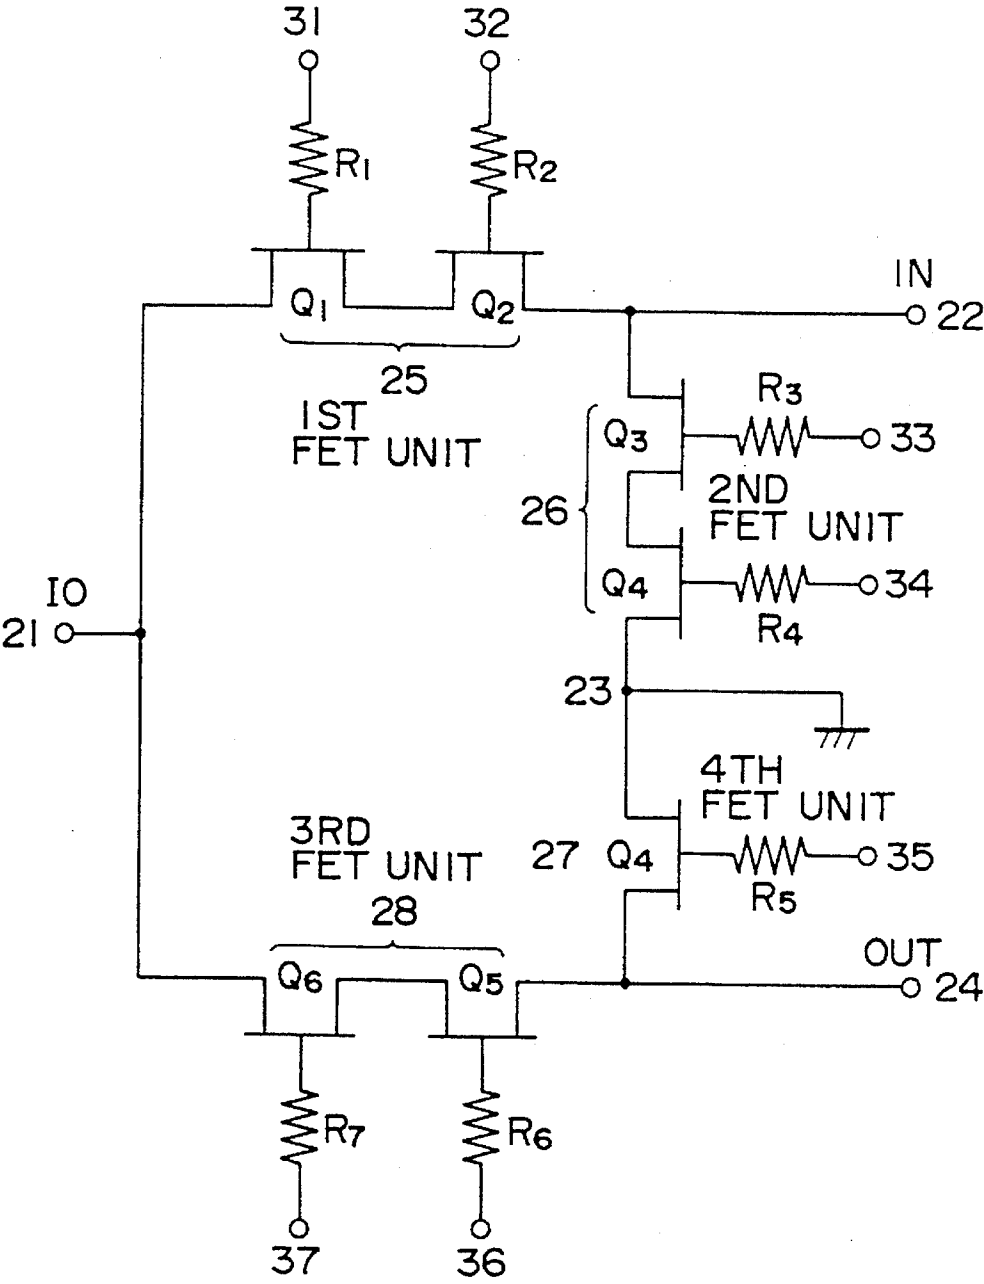 31 32
R1 R2
IN
22
Q1 Q2
25
1ST
FET UNIT
R3
Q3 33
26
2ND
FET UNIT
Q4 34
R4
IO
21
23
4TH
FET UNIT
27 Q4 35
R5
3RD
FET UNIT
28
OUT
24
Q6 Q5
R7 R6
37 36